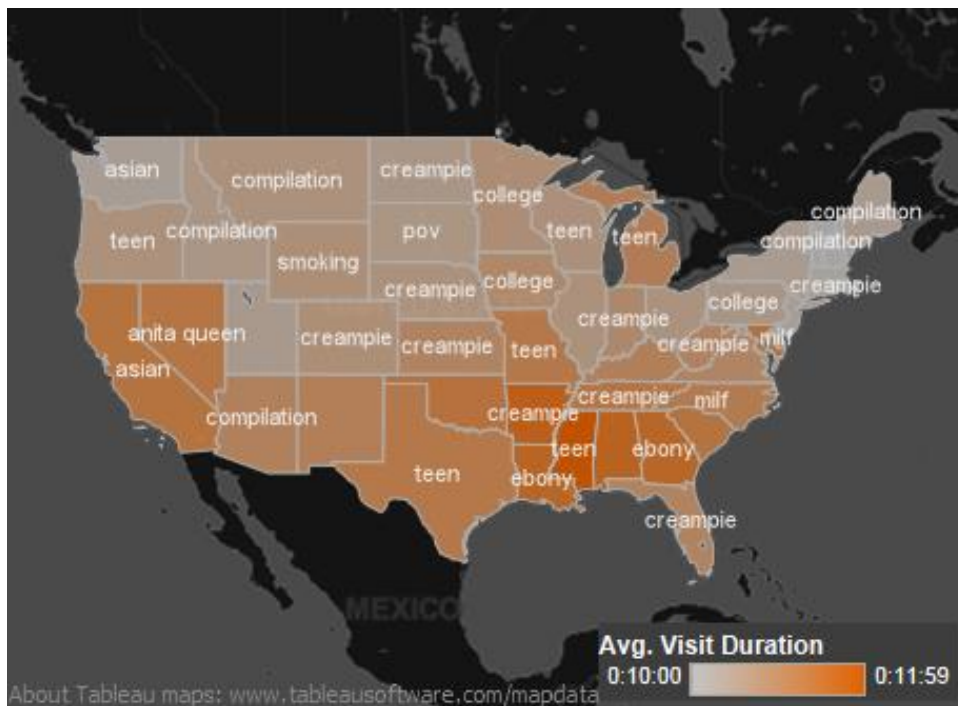 asian
compilation
creampie
college
compilation
teen
compilation
pov
teen
teen
compilation
smoking
creampie
college
college
creampie
anita queen
creampie
creampie
creampie
teen
creampie
milf
asian
compilation
creampie
creampie
milf
teen
ebony
teen
ebony
creampie
MEXICO
Avg. Visit Duration
0:10:00
0:11:59
About Tableau maps: www.tableausoftware.com/mapdata